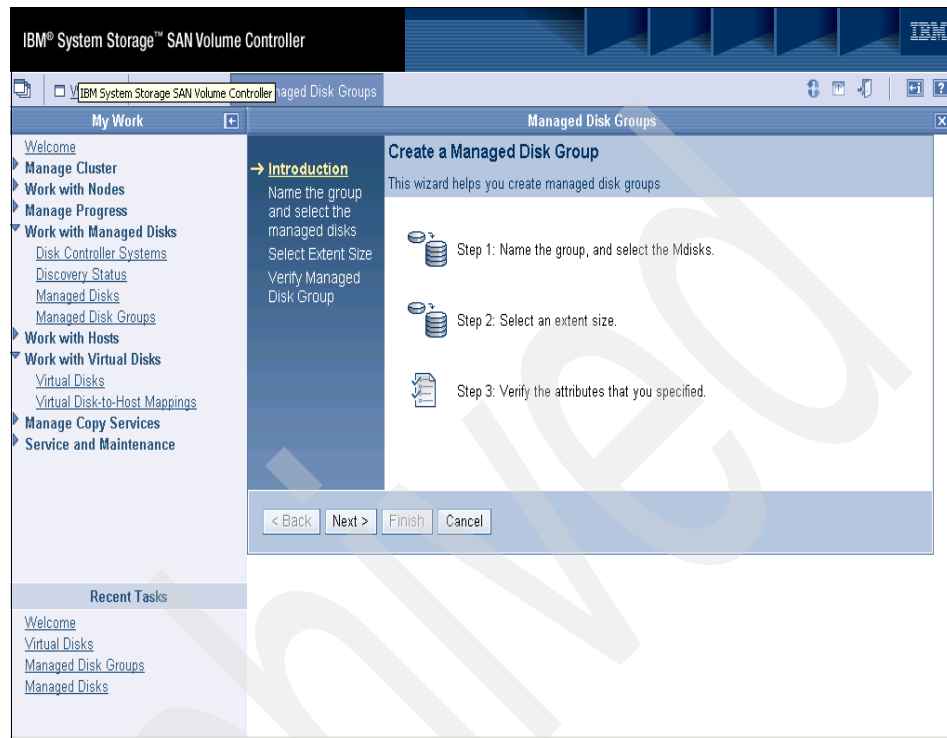 IBM® System Storage™ SAN Volume Controller
IBM
IBM System Storage SAN Volume Controller
naged Disk Groups
My Work
Welcome
Manage Cluster
Work with Nodes
Manage Progress
Work with Managed Disks
Disk Controller Systems
Discovery Status
Managed Disks
Managed Disk Groups
Work with Hosts
Work with Virtual Disks
Virtual Disks
Virtual Disk-to-Host Mappings
Manage Copy Services
Service and Maintenance
Recent Tasks
Welcome
Virtual Disks
Managed Disk Groups
Managed Disks
Managed Disk Groups
Introduction
Name the group
and select the
managed disks
Select Extent Size
Verify Managed
Disk Group
Create a Managed Disk Group
This wizard helps you create managed disk groups
Step 1: Name the group, and select the Mdisks.
Step 2: Select an extent size.
Step 3: Verify the attributes that you specified.
< Back Next > Finish Cancel